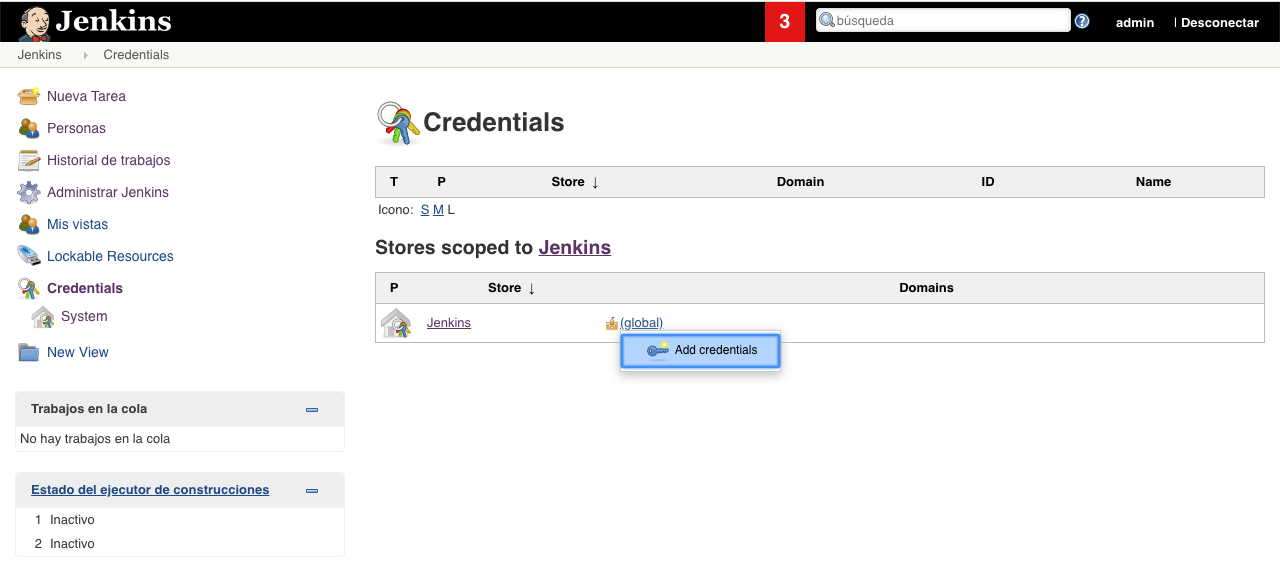 Jenkins
3
búsqueda
?
admin
| Desconectar
Jenkins
Credentials
Nueva Tarea
Personas
Historial de trabajos
Administrar Jenkins
Mis vistas
Lockable Resources
Credentials
System
New View
Trabajos en la cola
No hay trabajos en la cola
Estado del ejecutor de construcciones
1 Inactivo
2 Inactivo
Credentials
T P Store ↓ Domain ID Name
Icono: S M L
Stores scoped to Jenkins
P Store ↓ Domains
Jenkins (global)
Add credentials